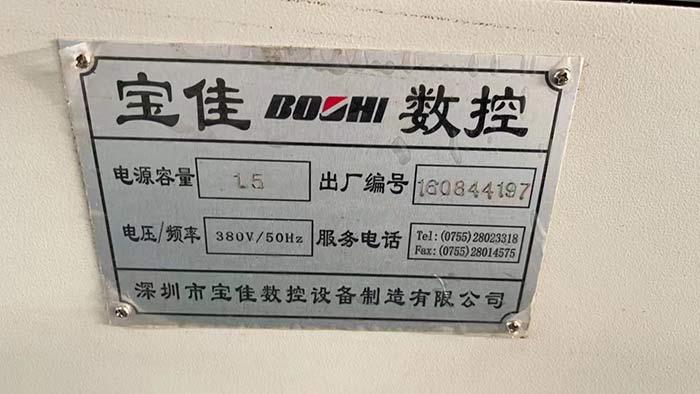 宝佳 BOSHI 数控
电源容量 15 出厂编号 160844197
电压/频率 380V/50Hz 服务电话 Tel:(0755)28023318
Fax:(0755)28014575
深圳市宝佳数控设备制造有限公司